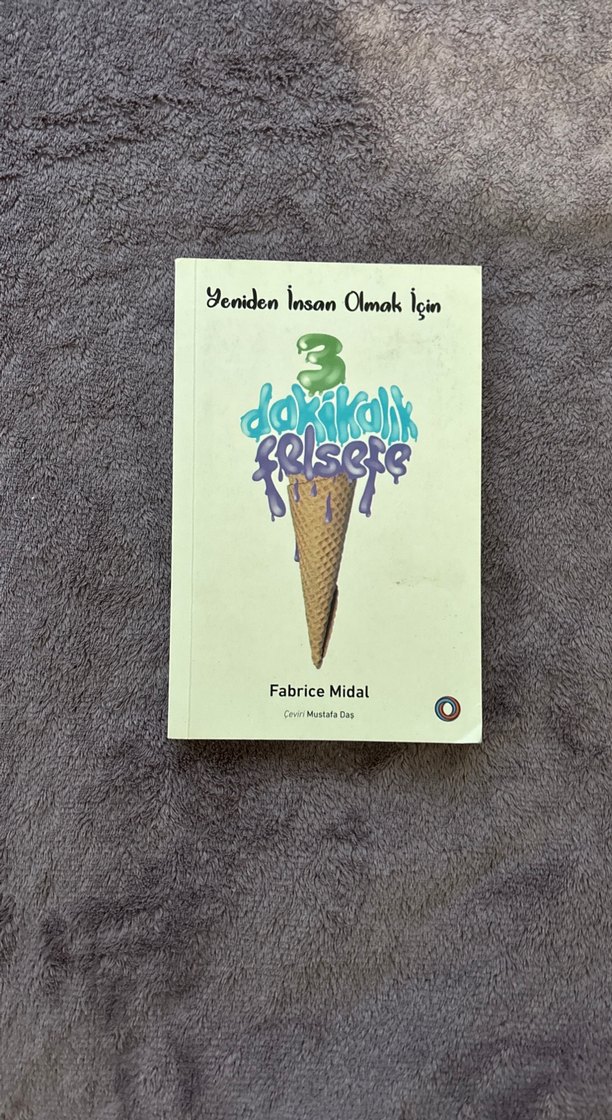 Yeniden İnsan Olmak İçin
3
dakikalık
felsefe
Fabrice Midal
Çeviri Mustafa Daş